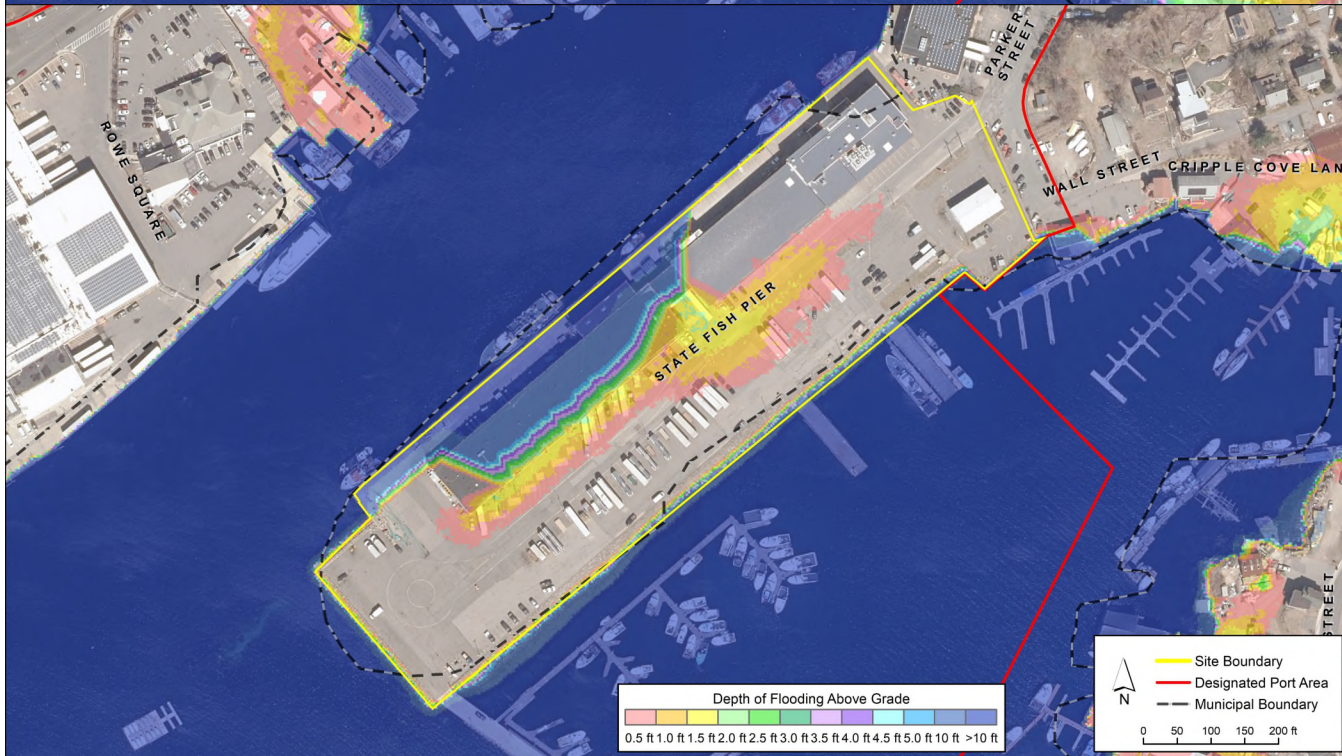 PARKER
STREET
ROWE SQUARE
WALL STREET
CRIPPLE COVE LAN
STATE FISH PIER
STREET
Depth of Flooding Above Grade
0.5 ft 1.0 ft 1.5 ft 2.0 ft 2.5 ft 3.0 ft 3.5 ft 4.0 ft 4.5 ft 5.0 ft 10 ft >10 ft
N
Site Boundary
Designated Port Area
Municipal Boundary
0 50 100 150 200 ft